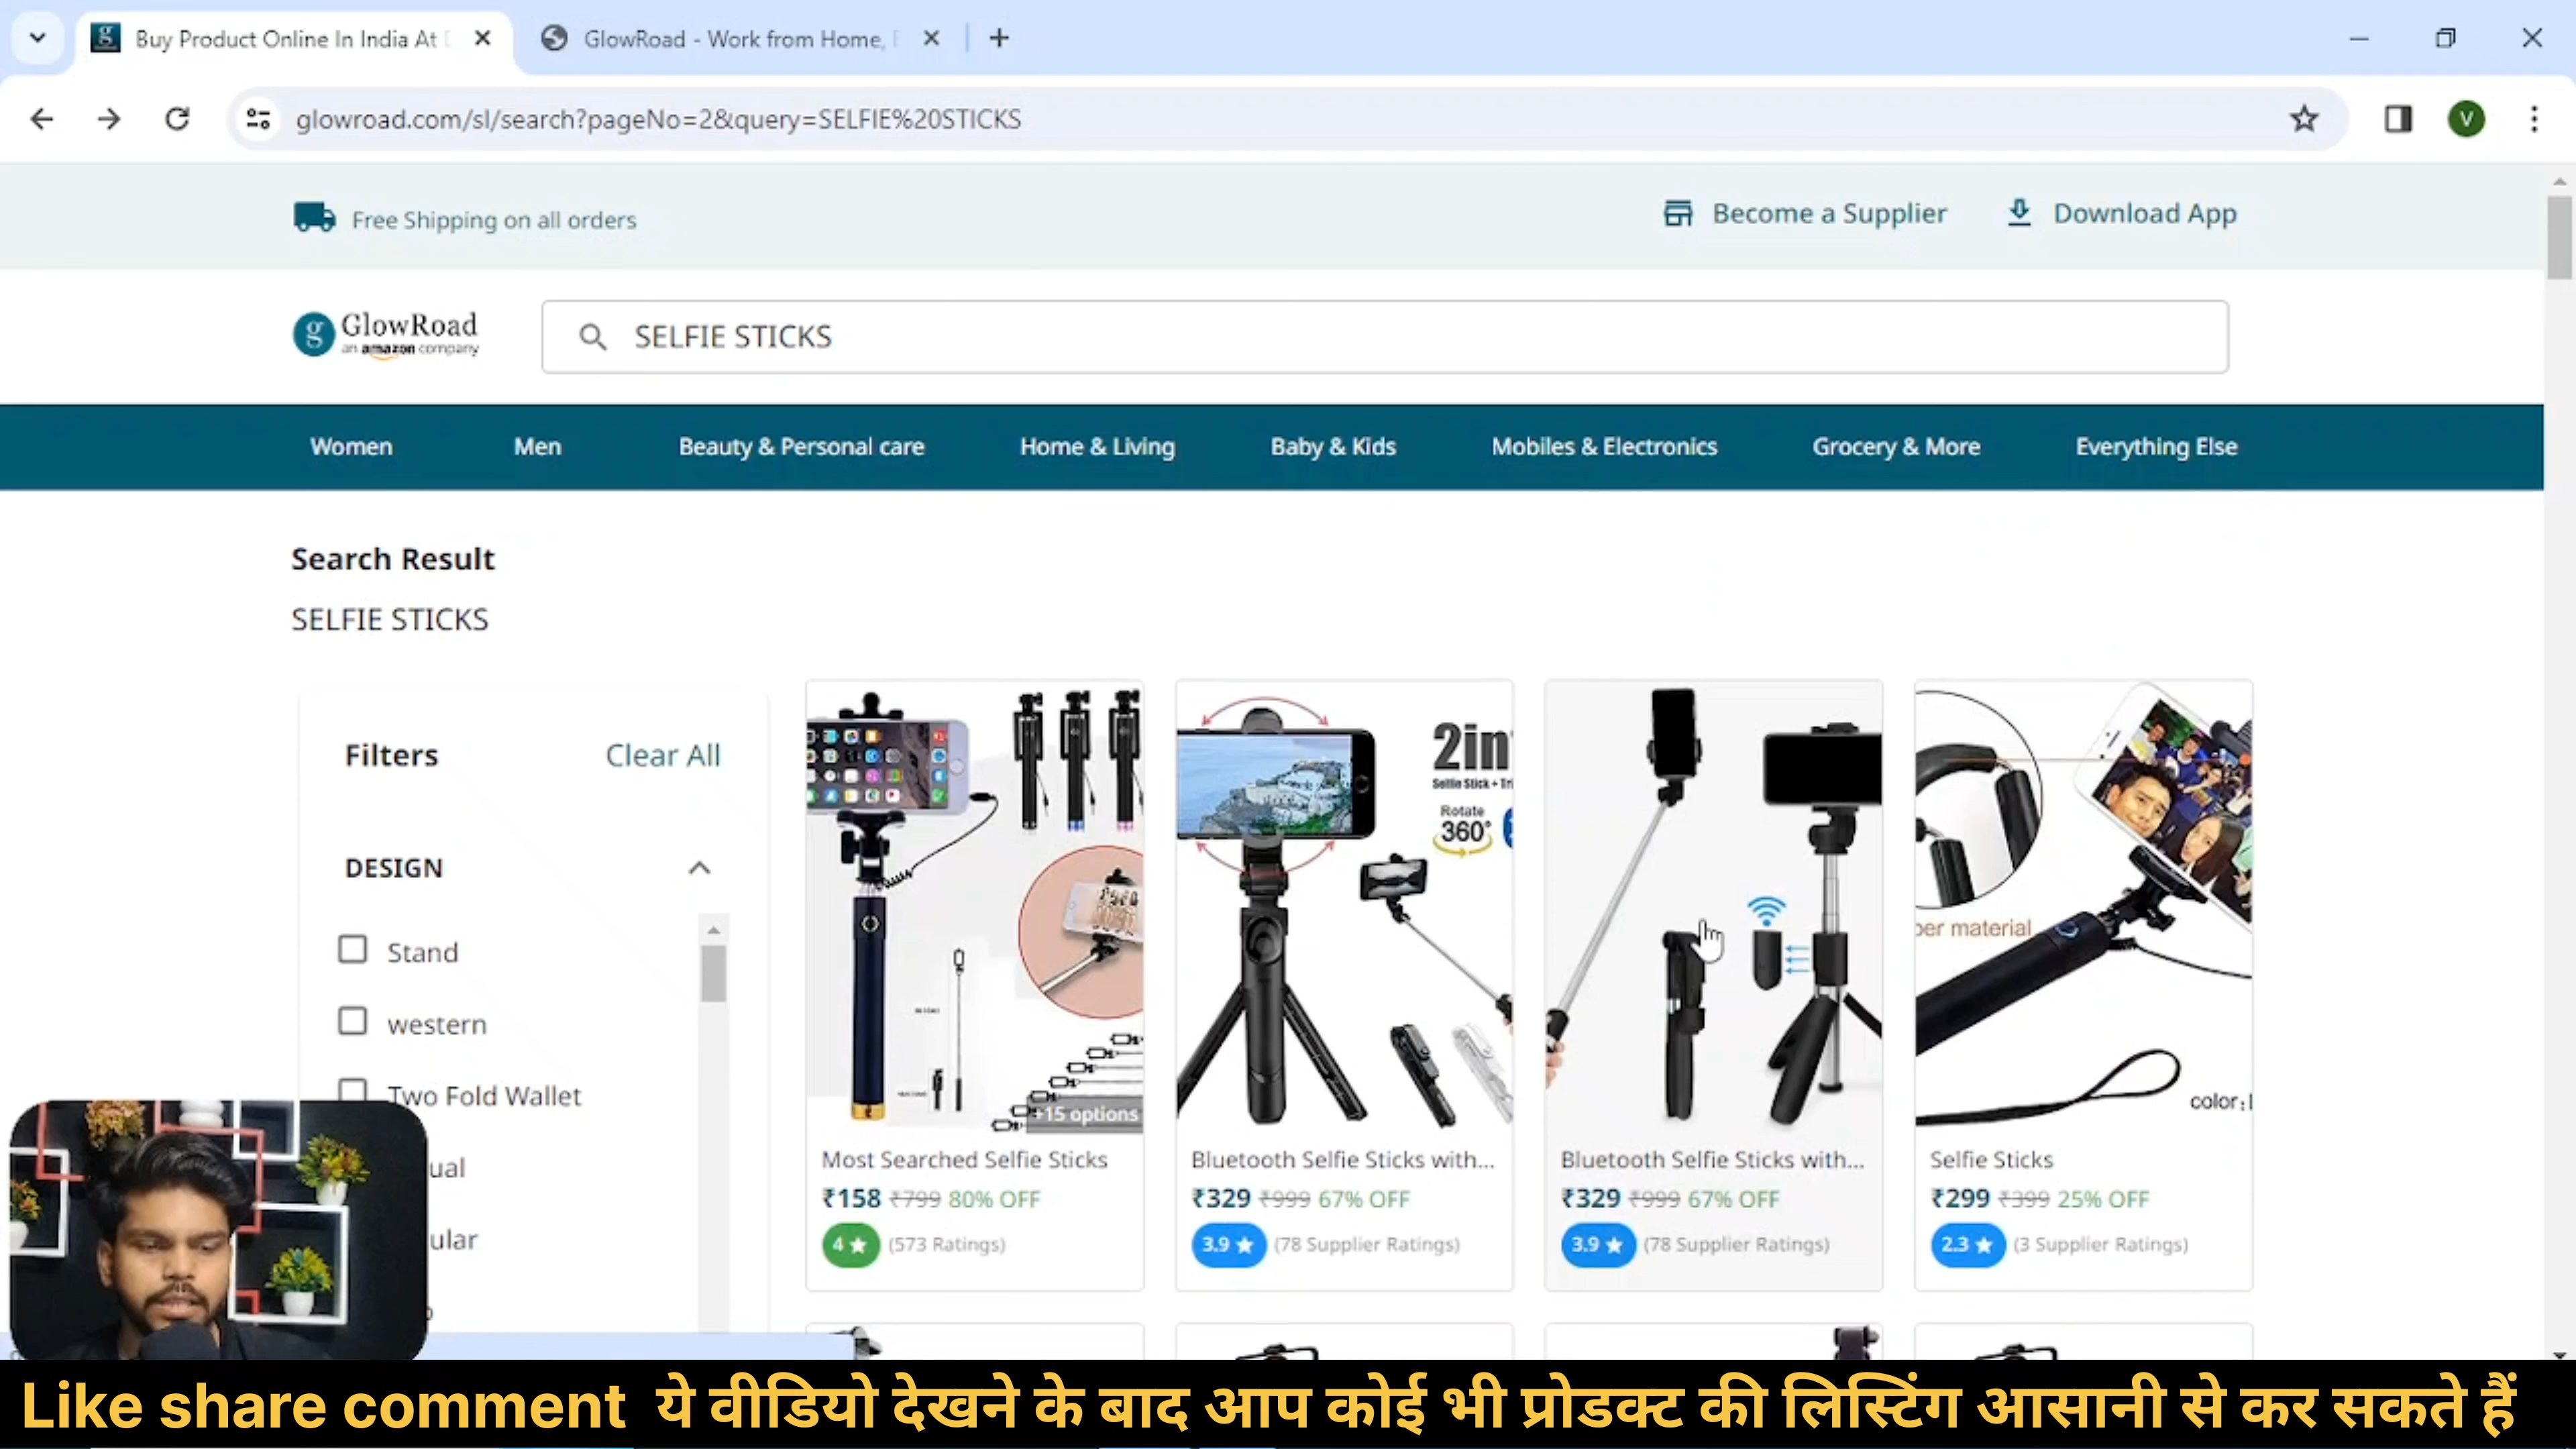 Buy Product Online In India At
GlowRoad - Work from Home,
glowroad.com/sl/search?pageNo=2&query=SELFIE%20STICKS
V
Free Shipping on all orders
Become a Supplier
Download App
g GlowRoad
an amazon company
SELFIE STICKS
Women Men Beauty & Personal care Home & Living Baby & Kids Mobiles & Electronics Grocery & More Everything Else
Search Result
SELFIE STICKS
Filters Clear All
DESIGN
Stand
western
Two Fold Wallet
ual
ular
+15 options
2in
Selfie Stick + Tri
Rotate
360°
per material
color:
Most Searched Selfie Sticks
₹158 ₹799 80% OFF
4 ★ (573 Ratings)
Bluetooth Selfie Sticks with...
₹329 ₹999 67% OFF
3.9 ★ (78 Supplier Ratings)
Bluetooth Selfie Sticks with...
₹329 ₹999 67% OFF
3.9 ★ (78 Supplier Ratings)
Selfie Sticks
₹299 ₹399 25% OFF
2.3 ★ (3 Supplier Ratings)
Like share comment ये वीडियो देखने के बाद आप कोई भी प्रोडक्ट की लिस्टिंग आसानी से कर सकते हैं